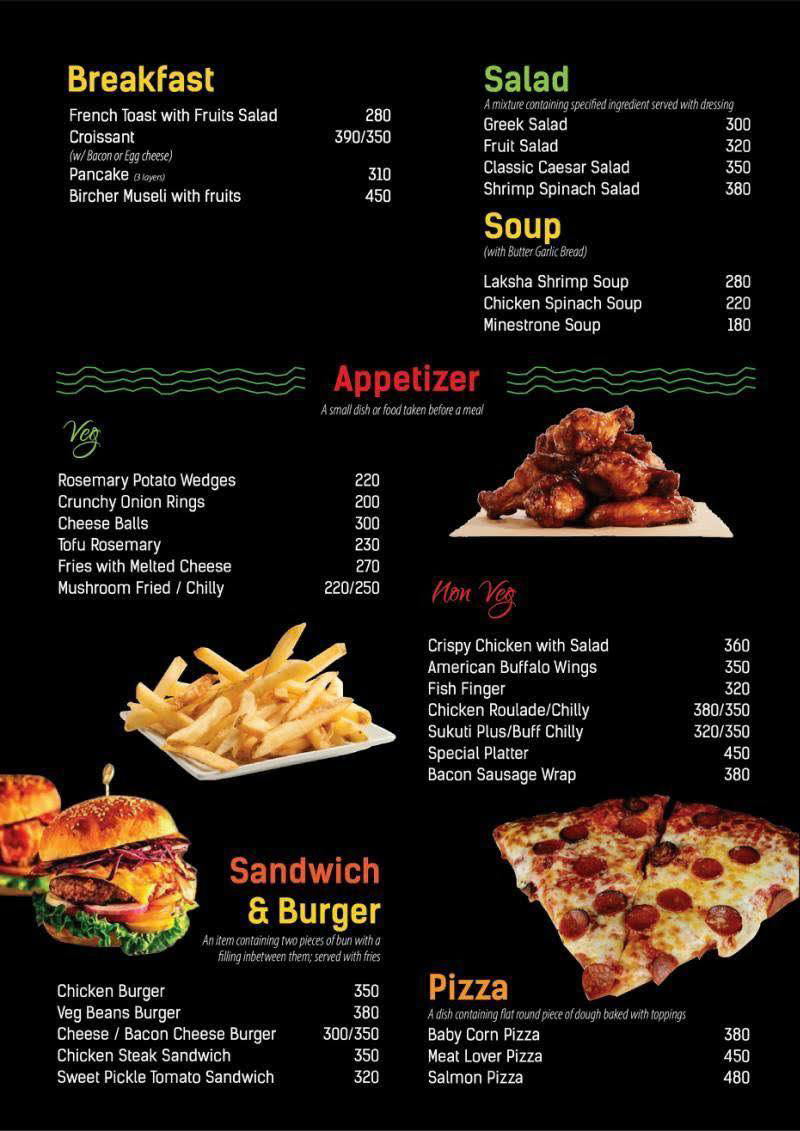 Breakfast
French Toast with Fruits Salad 280
Croissant 390/350
(w/ Bacon or Egg cheese)
Pancake (3 layers) 310
Bircher Museli with fruits 450
Salad
A mixture containing specified ingredient served with dressing
Greek Salad 300
Fruit Salad 320
Classic Caesar Salad 350
Shrimp Spinach Salad 380
Soup
(with Butter Garlic Bread)
Laksha Shrimp Soup 280
Chicken Spinach Soup 220
Minestrone Soup 180
Appetizer
A small dish or food taken before a meal
Veg
Rosemary Potato Wedges 220
Crunchy Onion Rings 200
Cheese Balls 300
Tofu Rosemary 230
Fries with Melted Cheese 270
Mushroom Fried / Chilly 220/250
Non Veg
Crispy Chicken with Salad 360
American Buffalo Wings 350
Fish Finger 320
Chicken Roulade/Chilly 380/350
Sukuti Plus/Buff Chilly 320/350
Special Platter 450
Bacon Sausage Wrap 380
Sandwich
& Burger
An item containing two pieces of bun with a
filling inbetween them; served with fries
Chicken Burger 350
Veg Beans Burger 380
Cheese / Bacon Cheese Burger 300/350
Chicken Steak Sandwich 350
Sweet Pickle Tomato Sandwich 320
Pizza
A dish containing flat round piece of dough baked with toppings
Baby Corn Pizza 380
Meat Lover Pizza 450
Salmon Pizza 480